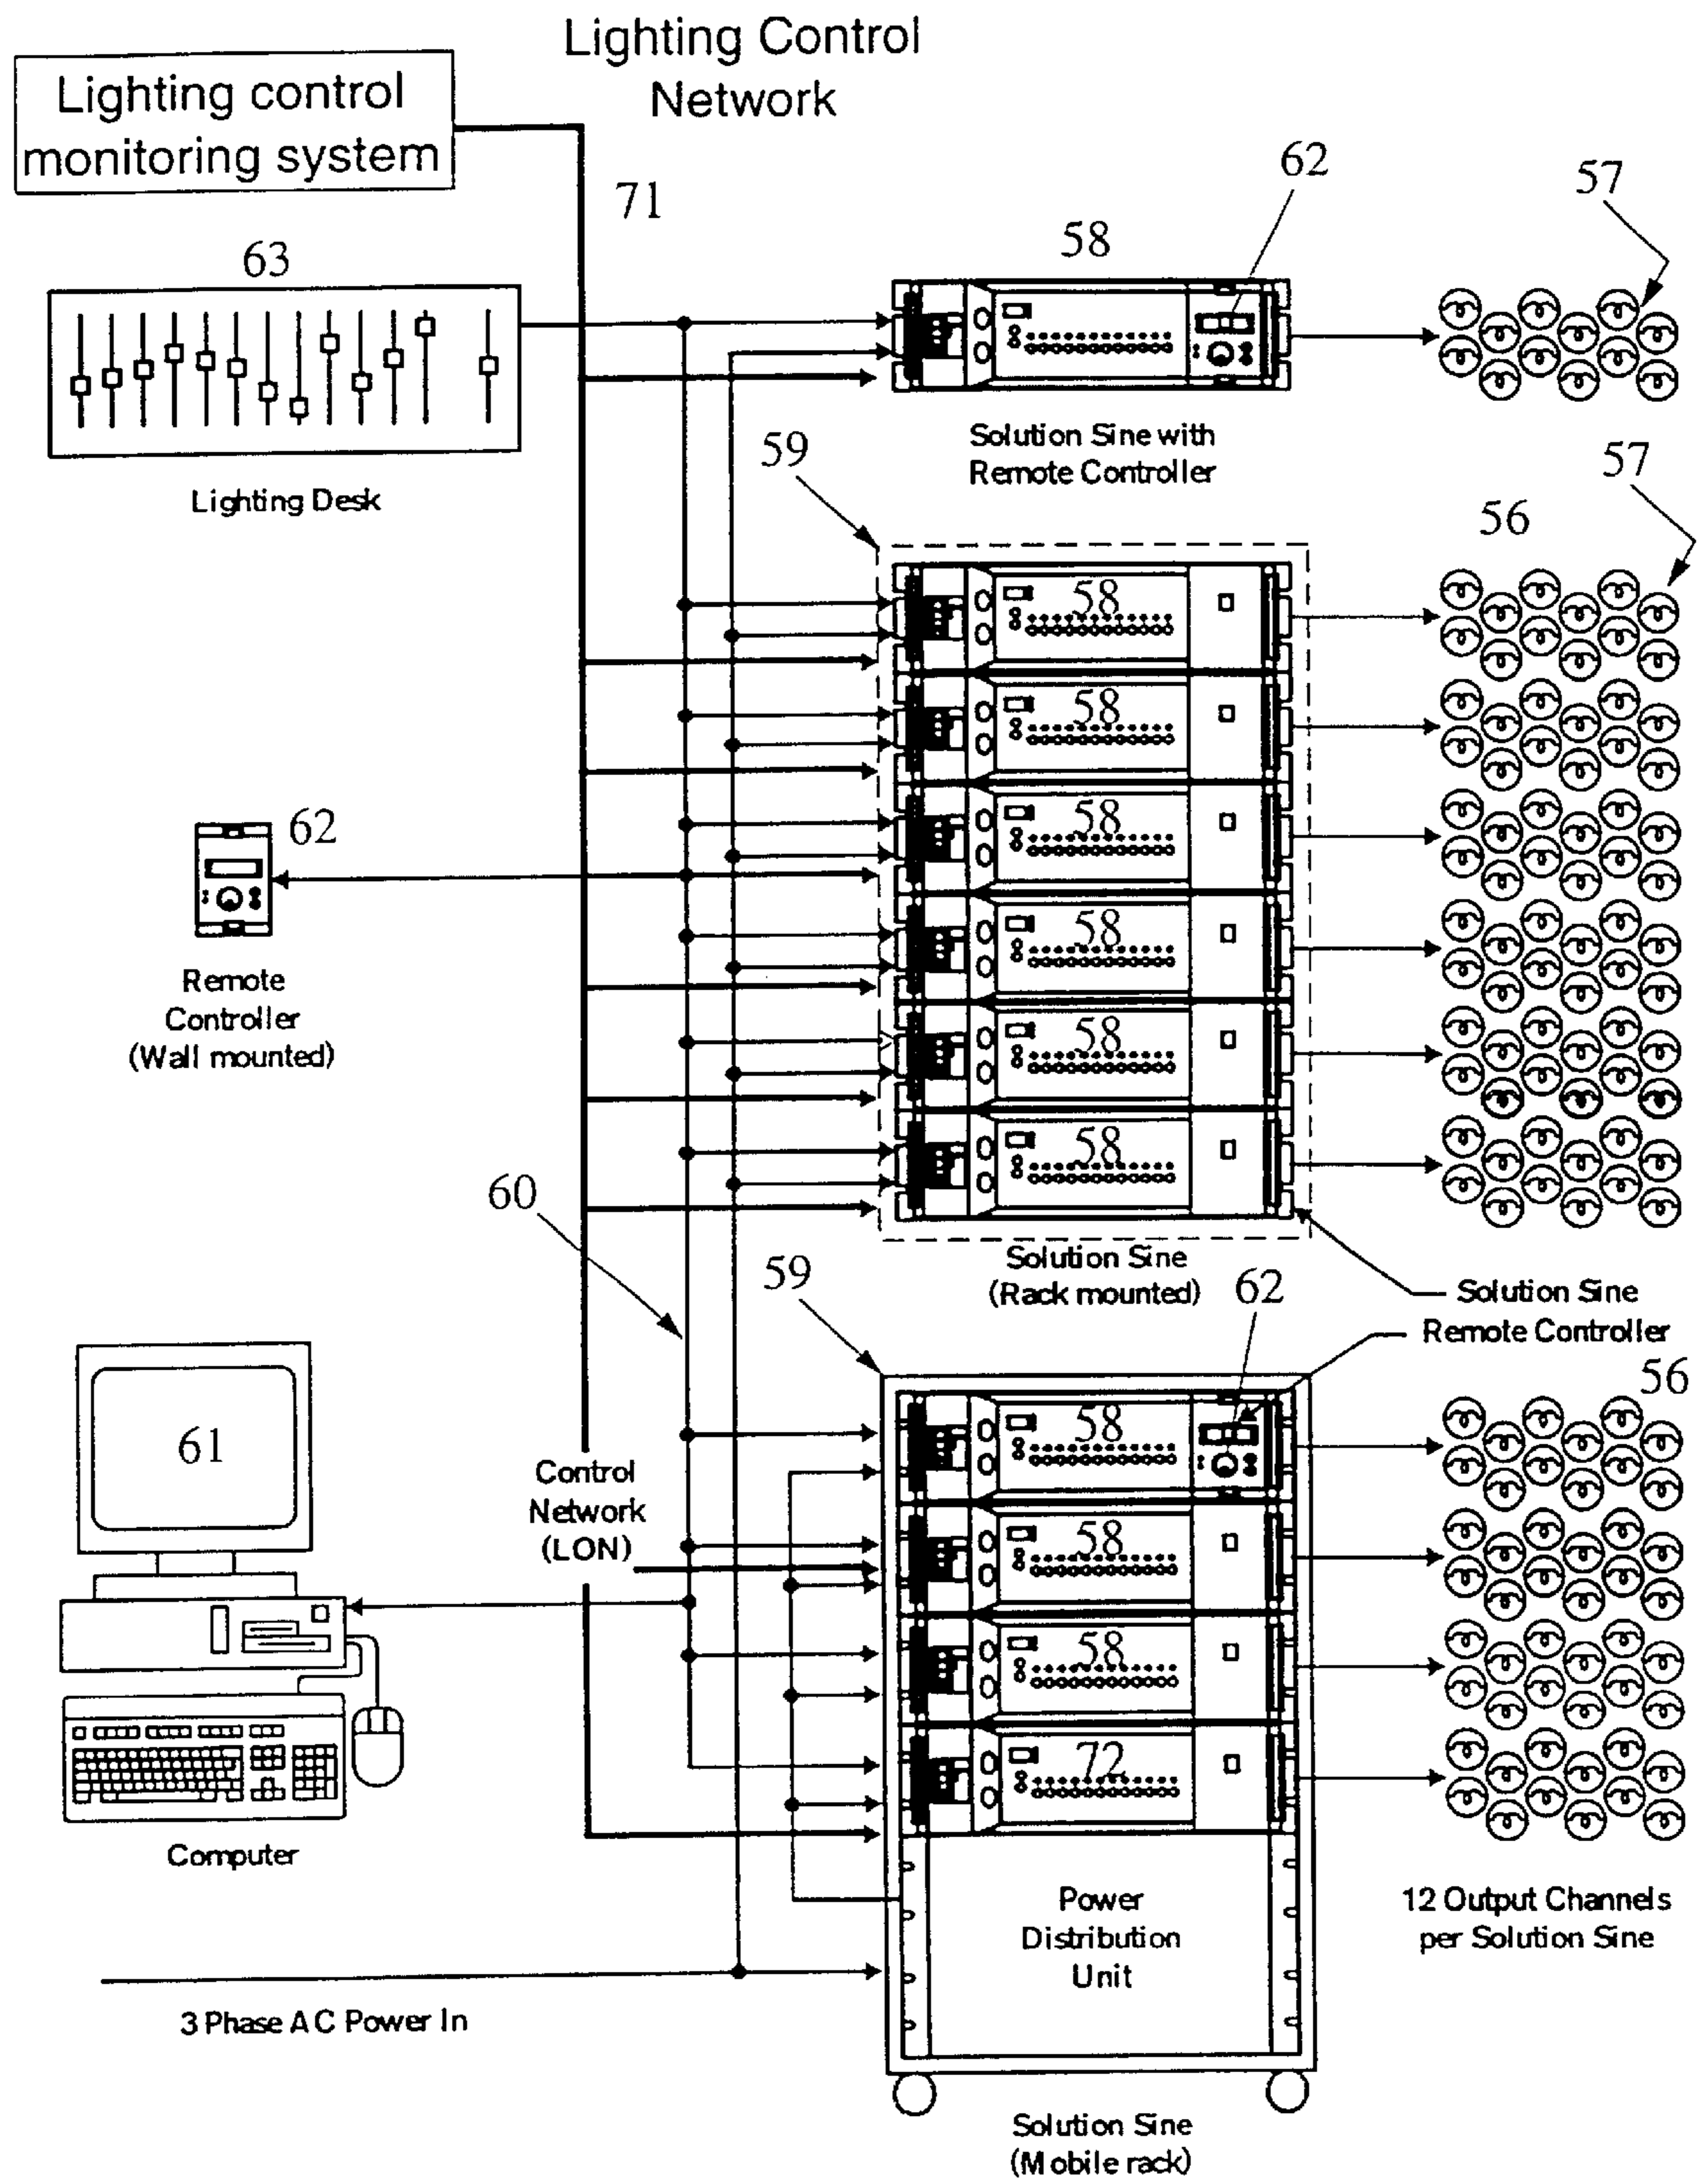 Lighting Control
Network
Lighting control
monitoring system
71
63
Lighting Desk
58
62
57
Solution Sine with
Remote Controller
59
56
57
58
58
58
58
58
58
62
Remote
Controller
(Wall mounted)
60
Solution Sine
(Rack mounted)
59
62
Solution Sine
Remote Controller
56
61
Computer
Control
Network
(LON)
58
58
58
72
Power
Distribution
Unit
12 Output Channels
per Solution Sine
3 Phase AC Power In
Solution Sine
(Mobile rack)